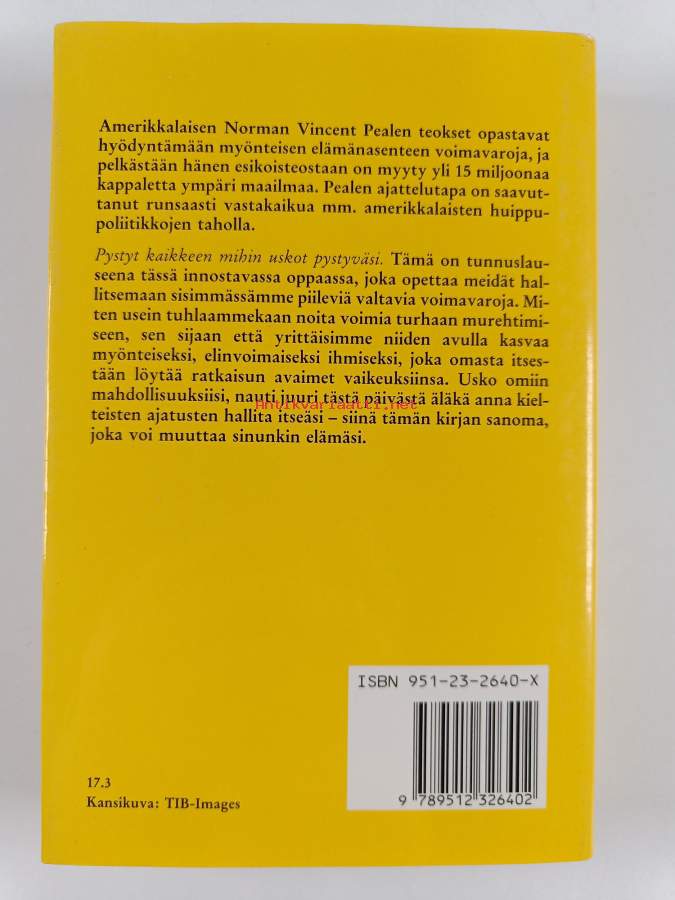 Amerikkalaisen Norman Vincent Pealen teokset opastavat
hyödyntämään myönteisen elämänasenteen voimavaroja, ja
pelkästään hänen esikoisteostaan on myyty yli 15 miljoonaa
kappaletta ympäri maailmaa. Pealen ajattelutapa on saavut-
tanut runsaasti vastakaikua mm. amerikkalaisten huippu-
poliitikkojen taholla.
Pystyt kaikkeen mihin uskot pystyväsi. Tämä on tunnuslau-
seena tässä innostavassa oppaassa, joka opettaa meidät hal-
litsemaan sisimmässämme piileviä valtavia voimavaroja. Mi-
ten usein tuhlaammekaan noita voimia turhaan murehtimi-
seen, sen sijaan että yrittäisimme niiden avulla kasvaa
myönteiseksi, elinvoimaiseksi ihmiseksi, joka omasta itses-
tään löytää ratkaisun avaimet vaikeuksiinsa. Usko omiin
mahdollisuuksiisi, nauti juuri tästä päivästä äläkä anna kiel-
Antikvariaatti.net
teisten ajatusten hallita itseäsi – siinä tämän kirjan sanoma,
joka voi muuttaa sinunkin elämäsi.
ISBN 951-23-2640-X
9 789512 326402
17.3
Kansikuva: TIB-Images